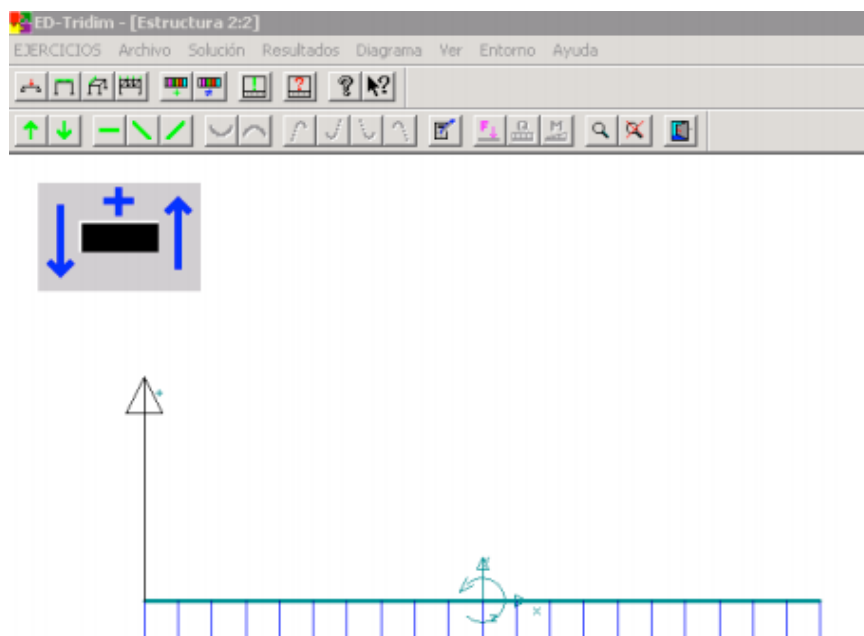 ED-Tridim - [Estructura 2:2]
EJERCICIOS Archivo Solución Resultados Diagrama Ver Entorno Ayuda
+
x
z